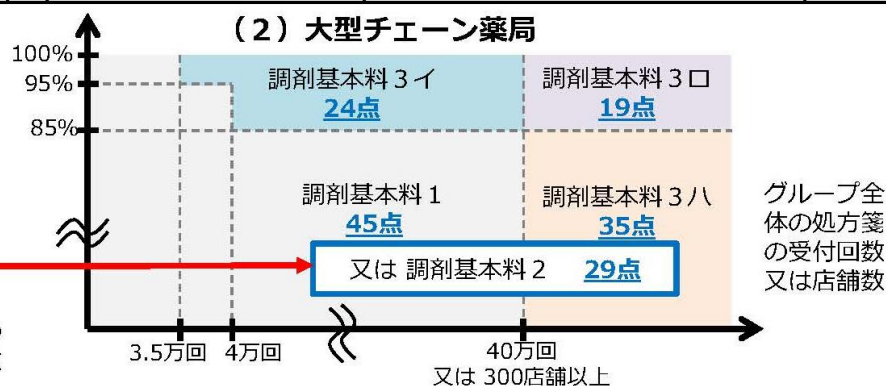 （2）大型チェーン薬局
100%
95%
85%
調剤基本料３イ
24点
調剤基本料３ロ
19点
調剤基本料１
45点
調剤基本料３ハ
35点
又は 調剤基本料２ 29点
グループ全
体の処方箋
の受付回数
又は店舗数
3.5万回 4万回
40万回
又は 300店舗以上